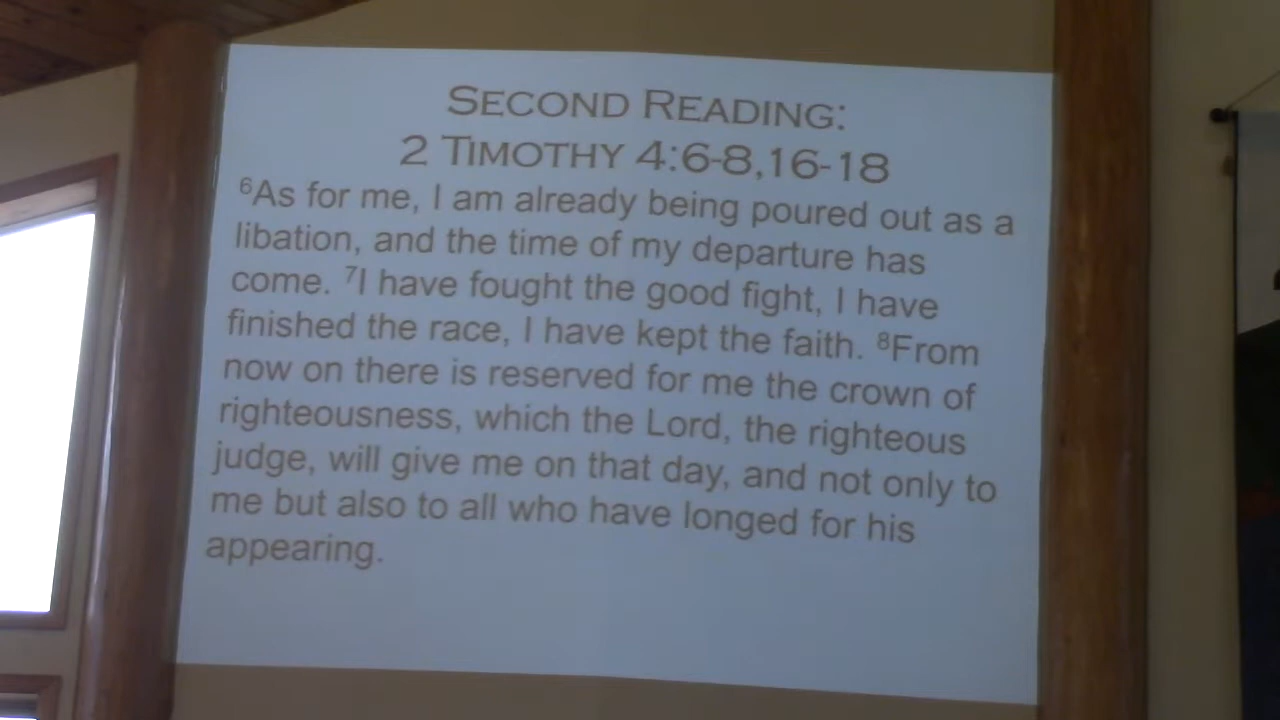 SECOND READING:
2 TIMOTHY 4:6-8,16-18
⁶As for me, I am already being poured out as a
libation, and the time of my departure has
come. ⁷I have fought the good fight, I have
finished the race, I have kept the faith. ⁸From
now on there is reserved for me the crown of
righteousness, which the Lord, the righteous
judge, will give me on that day, and not only to
me but also to all who have longed for his
appearing.